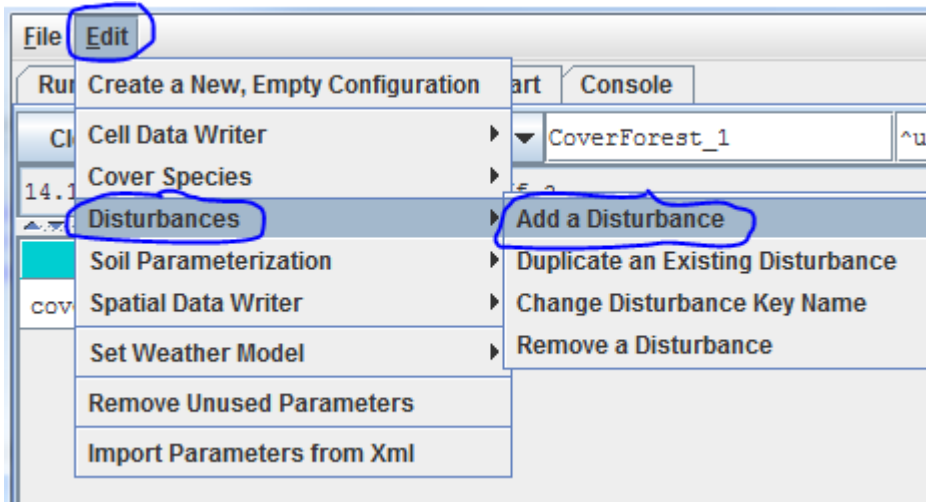 File Edit
Run
Create a New, Empty Configuration
art
Console
Cell Data Writer
CoverForest_1
Cover Species
14.1
Disturbances
Add a Disturbance
Soil Parameterization
Duplicate an Existing Disturbance
Spatial Data Writer
Change Disturbance Key Name
Set Weather Model
Remove a Disturbance
Remove Unused Parameters
Import Parameters from Xml